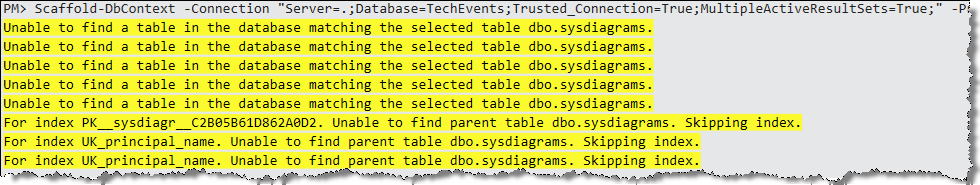 PM> Scaffold-DbContext -Connection "Server=.;Database=TechEvents;Trusted_Connection=True;MultipleActiveResultSets=True;" -P
Unable to find a table in the database matching the selected table dbo.sysdiagrams.
Unable to find a table in the database matching the selected table dbo.sysdiagrams.
Unable to find a table in the database matching the selected table dbo.sysdiagrams.
Unable to find a table in the database matching the selected table dbo.sysdiagrams.
Unable to find a table in the database matching the selected table dbo.sysdiagrams.
For index PK__sysdiagr__C2B05B61D862A0D2. Unable to find parent table dbo.sysdiagrams. Skipping index.
For index UK_principal_name. Unable to find parent table dbo.sysdiagrams. Skipping index.
For index UK_principal_name. Unable to find parent table dbo.sysdiagrams. Skipping index.